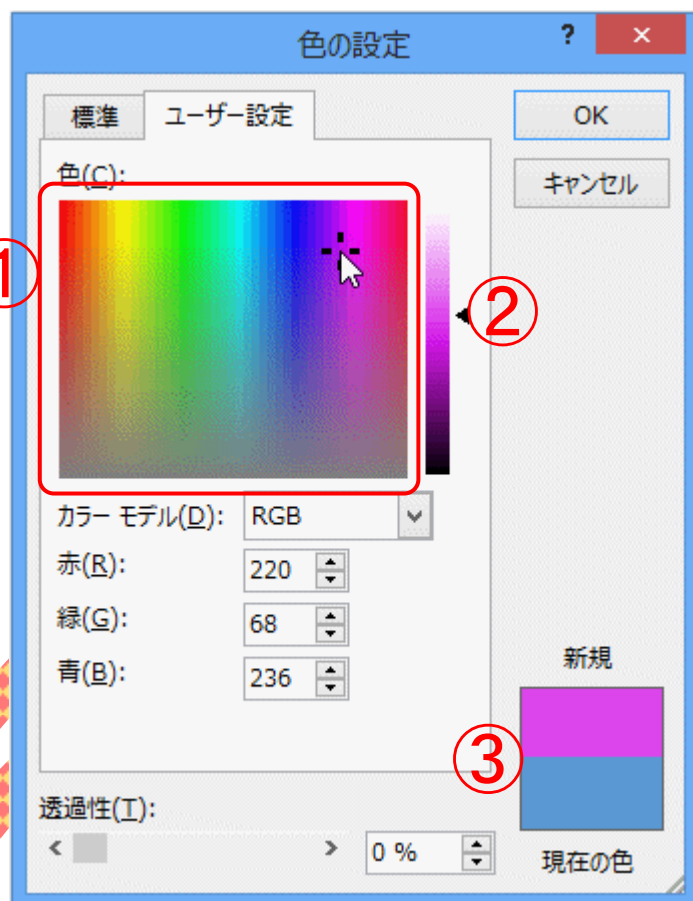 色の設定
? ×
標準 ユーザー設定
OK
キャンセル
色(C):
①
②
カラー モデル(D): RGB
赤(R): 220
緑(G): 68
青(B): 236
新規
③
現在の色
透過性(T):
< > 0 %